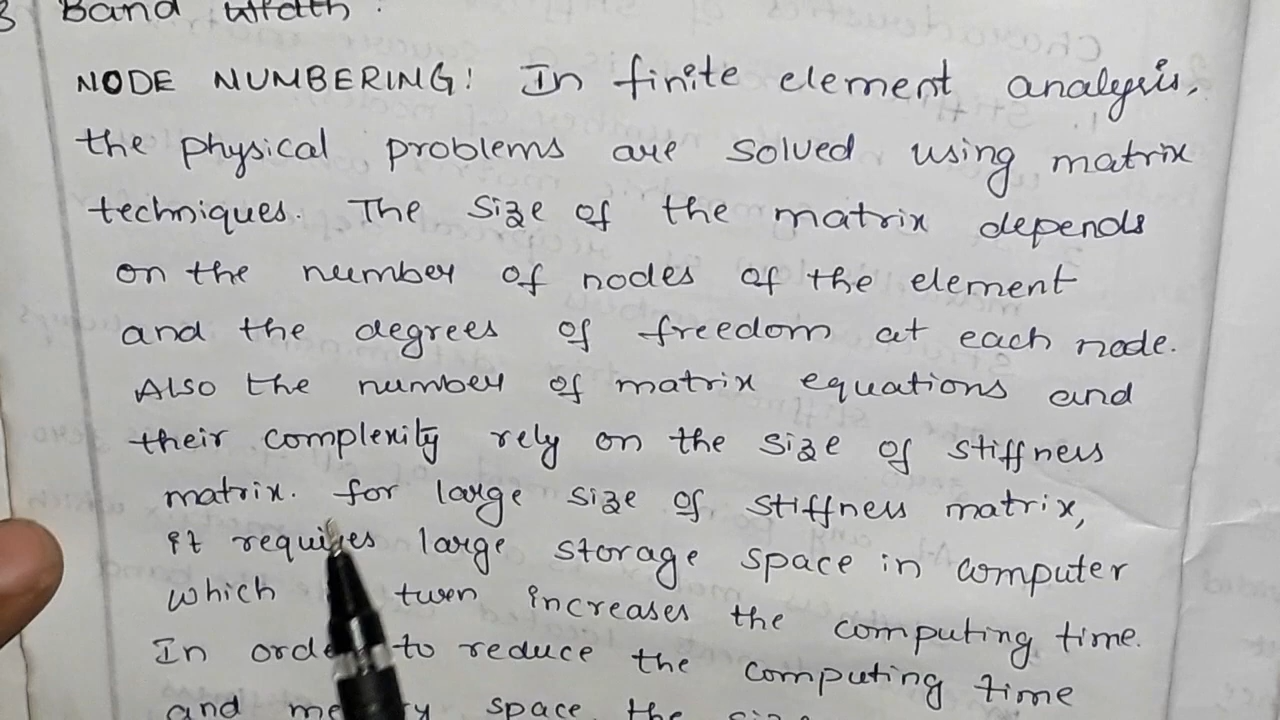 3 Band width:
NODE NUMBERING: In finite element analysis,
the physical problems are solved using matrix
techniques. The size of the matrix depends
on the number of nodes of the element
and the degrees of freedom at each node.
Also the number of matrix equations and
their complexity rely on the size of stiffness
matrix. for large size of stiffness matrix,
it requires large storage space in computer
which turn increases the computing time.
In order to reduce the computing time
and space the